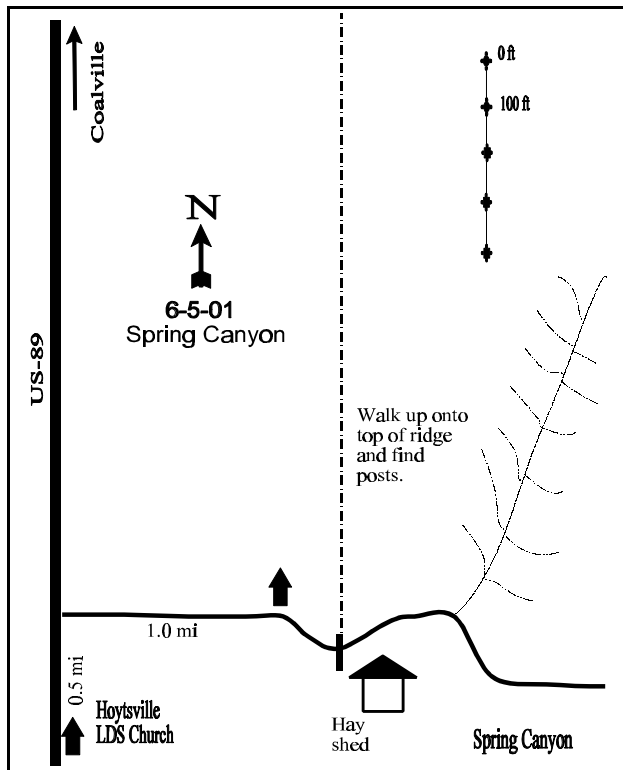 0 ft
Coalville
100 ft
N
6-5-01
Spring Canyon
US-89
Walk up onto
top of ridge
and find
posts.
1.0 mi
0.5 mi
Hoytsville
LDS Church
Hay
shed
Spring Canyon